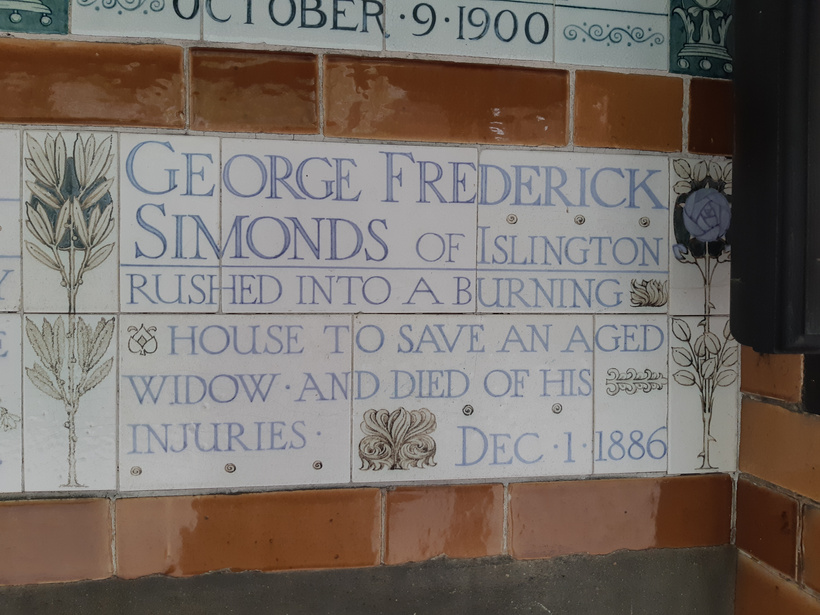 OCTOBER · 9 · 1900
GEORGE FREDERICK
SIMONDS OF ISLINGTON
RUSHED INTO A BURNING
HOUSE TO SAVE AN AGED
WIDOW · AND DIED OF HIS
INJURIES ·
DEC · 1 · 1886